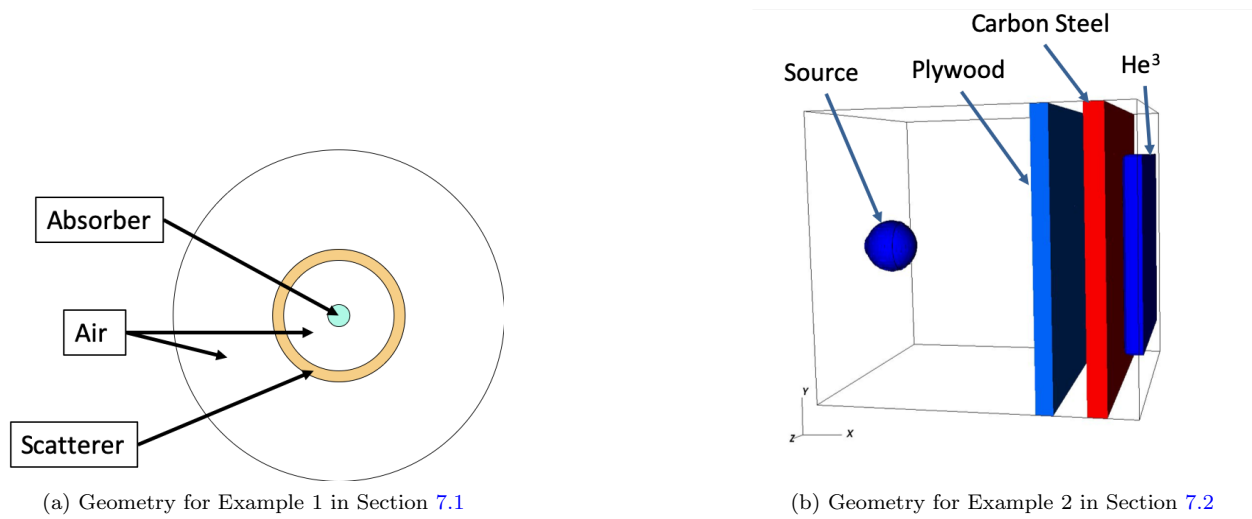 Absorber
Air
Scatterer
(a) Geometry for Example 1 in Section 7.1
Carbon Steel
Source
Plywood
He³
Y
Z
X
(b) Geometry for Example 2 in Section 7.2